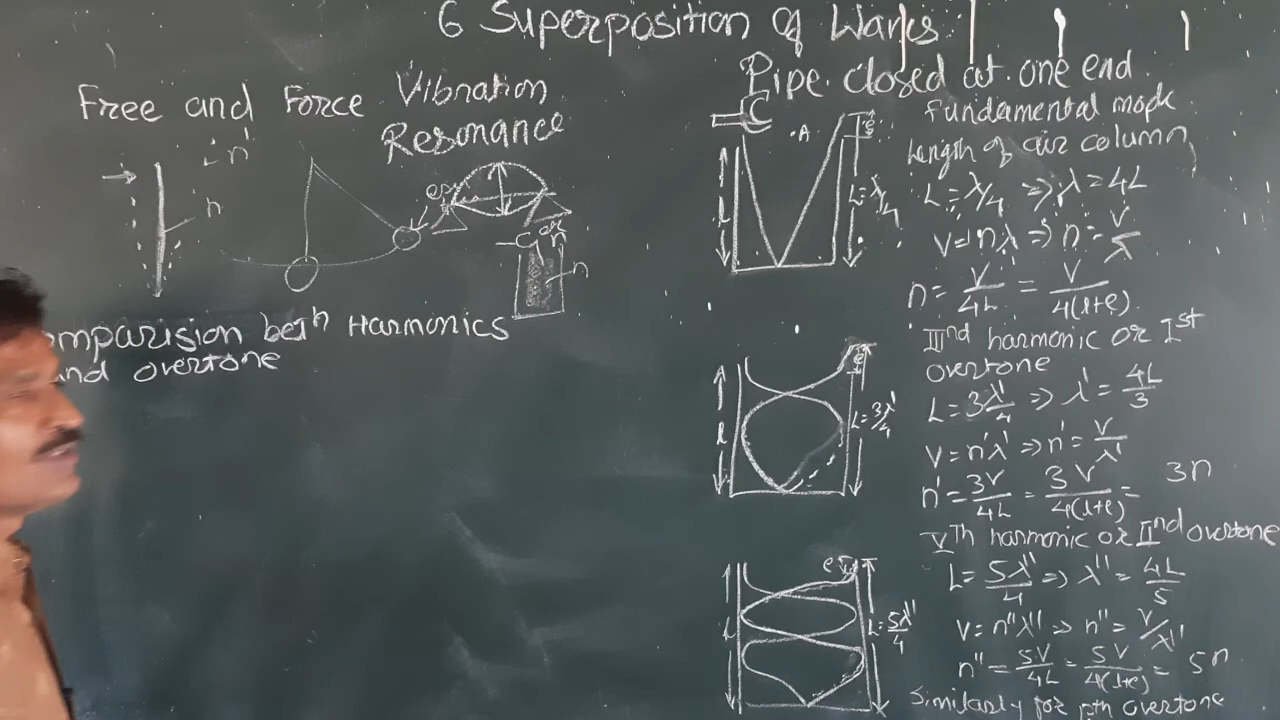 6 Superposition of Waves
Free and Force Vibration
Resonance
n'
n
e
or
n
Comparision betn Harmonics
and overtone
Pipe closed at one end
C
.A
e
l
L=λ/4
fundamental mode
length of air column
L=λ/4 => λ=4L
V=nλ => n=V/λ
n=V/4L = V/4(l+e)
IIInd harmonic or Ist
overtone
e
l
L=3λ'/4
L=3λ'/4 => λ'=4L/3
V=n'λ' => n'=V/λ'
n'=3V/4L = 3V/4(l+e) = 3n
Vth harmonic or IInd overtone
e
l
L=5λ''/4
L=5λ''/4 => λ''=4L/5
V=n''λ'' => n''=V/λ''
n''=5V/4L = 5V/4(l+e) = 5n
Similarly for pth overtone